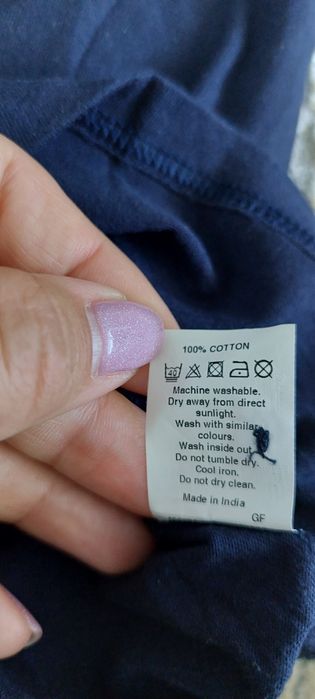 100% COTTON
40
Machine washable.
Dry away from direct
sunlight.
Wash with similar
colours.
Wash inside out
Do not tumble dry.
Cool iron.
Do not dry clean.
Made in India
GF